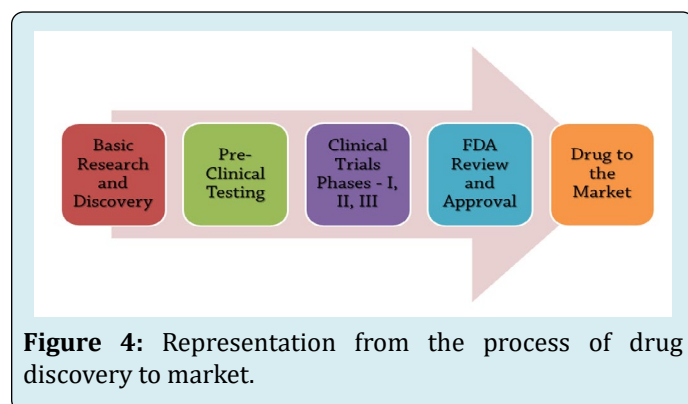 Basic
Research
and
Discovery
Pre-
Clinical
Testing
Clinical
Trials
Phases - I,
II, III
FDA
Review
and
Approval
Drug to
the
Market
Figure 4: Representation from the process of drug
discovery to market.